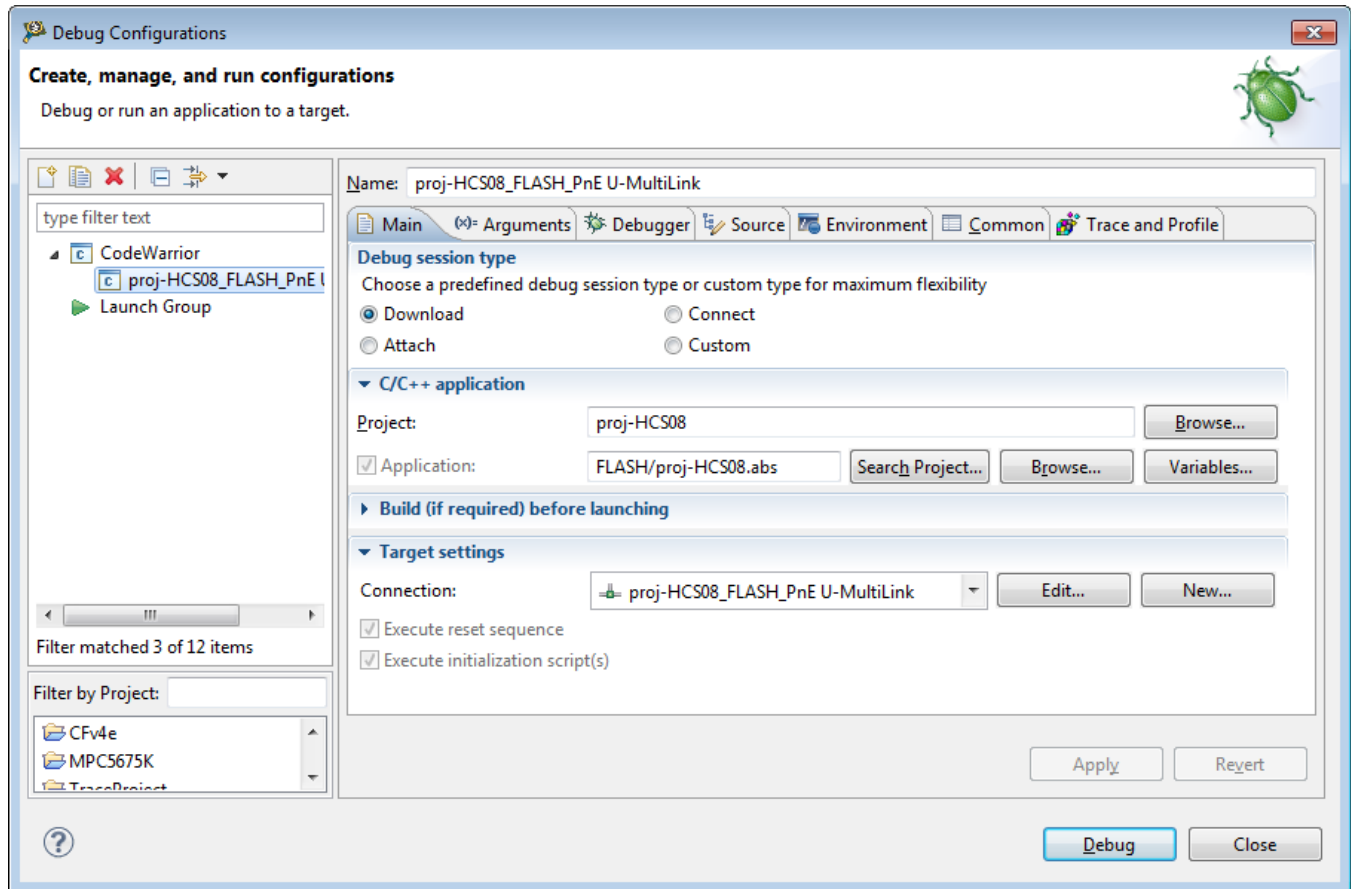 Debug Configurations
Create, manage, and run configurations
Debug or run an application to a target.
type filter text
CodeWarrior
proj-HCS08_FLASH_PnE U
Launch Group
Filter matched 3 of 12 items
Filter by Project:
CFv4e
MPC5675K
TraceProject
Name: proj-HCS08_FLASH_PnE U-MultiLink
Main (x)= Arguments Debugger Source Environment Common Trace and Profile
Debug session type
Choose a predefined debug session type or custom type for maximum flexibility
Download Connect
Attach Custom
C/C++ application
Project: proj-HCS08 Browse...
Application: FLASH/proj-HCS08.abs Search Project... Browse... Variables...
Build (if required) before launching
Target settings
Connection: proj-HCS08_FLASH_PnE U-MultiLink Edit... New...
Execute reset sequence
Execute initialization script(s)
Apply Revert
? Debug Close